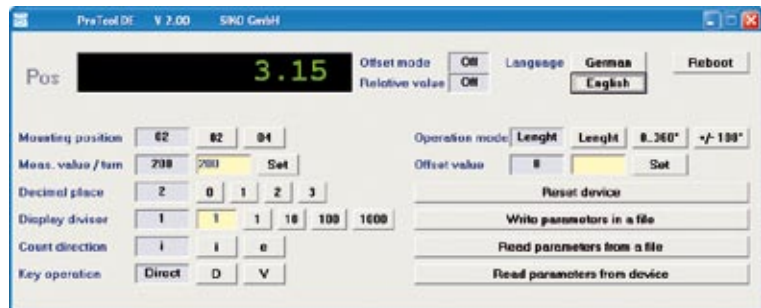 ProTool DE V 2.00 SIKO GmbH
Pos 3.15 Offset mode Off Language German Reboot
Relative value Off English
Mounting position 02 02 04 Operation mode Lenght Lenght 0..360° +/- 180°
Meas. value / turn 200 200 Set Offset value 0 Set
Decimal place 2 0 1 2 3 Reset device
Display divisor 1 1 1 10 100 1000 Write parameters in a file
Count direction i i e Read parameters from a file
Key operation Direct D V Read parameters from device